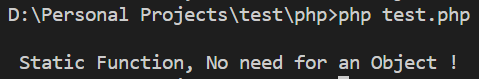 D:\Personal Projects\test\php>php test.php
Static Function, No need for an Object !